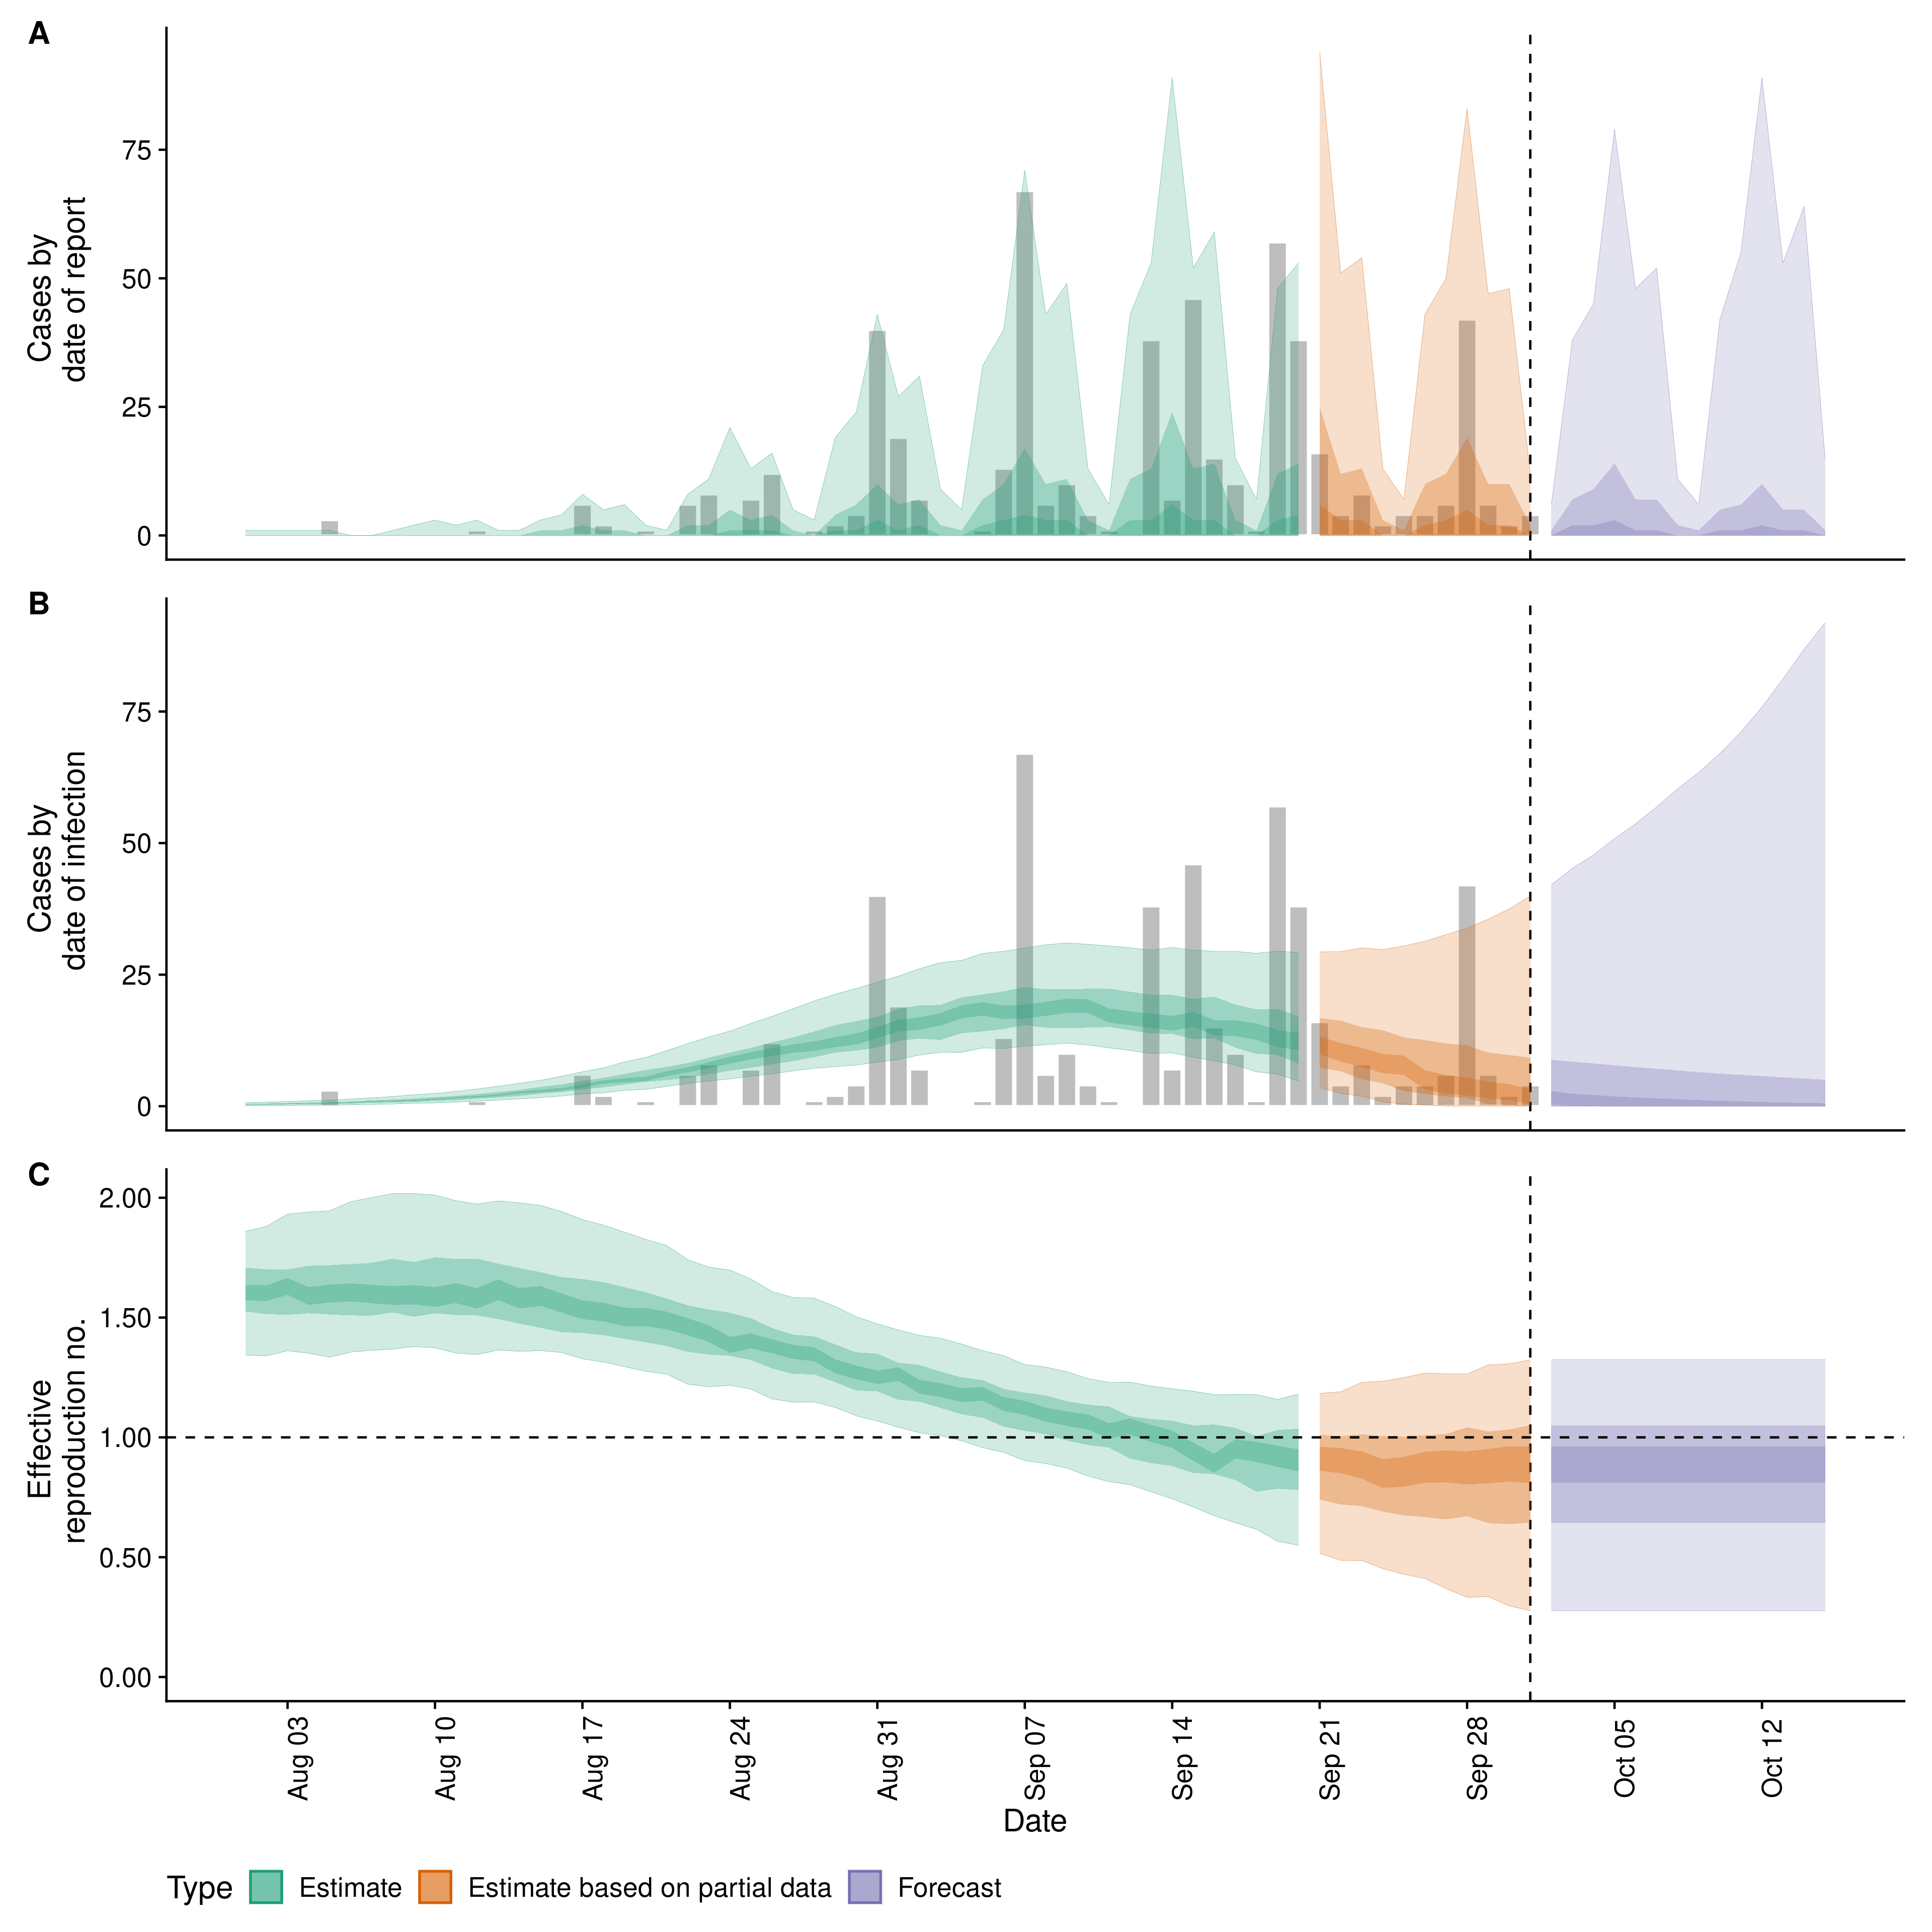 A
Cases by
date of report
75
50
25
0
B
Cases by
date of infection
75
50
25
0
C
Effective
reproduction no.
2.00
1.50
1.00
0.50
0.00
Aug 03
Aug 10
Aug 17
Aug 24
Aug 31
Sep 07
Sep 14
Sep 21
Sep 28
Oct 05
Oct 12
Date
Type Estimate Estimate based on partial data Forecast